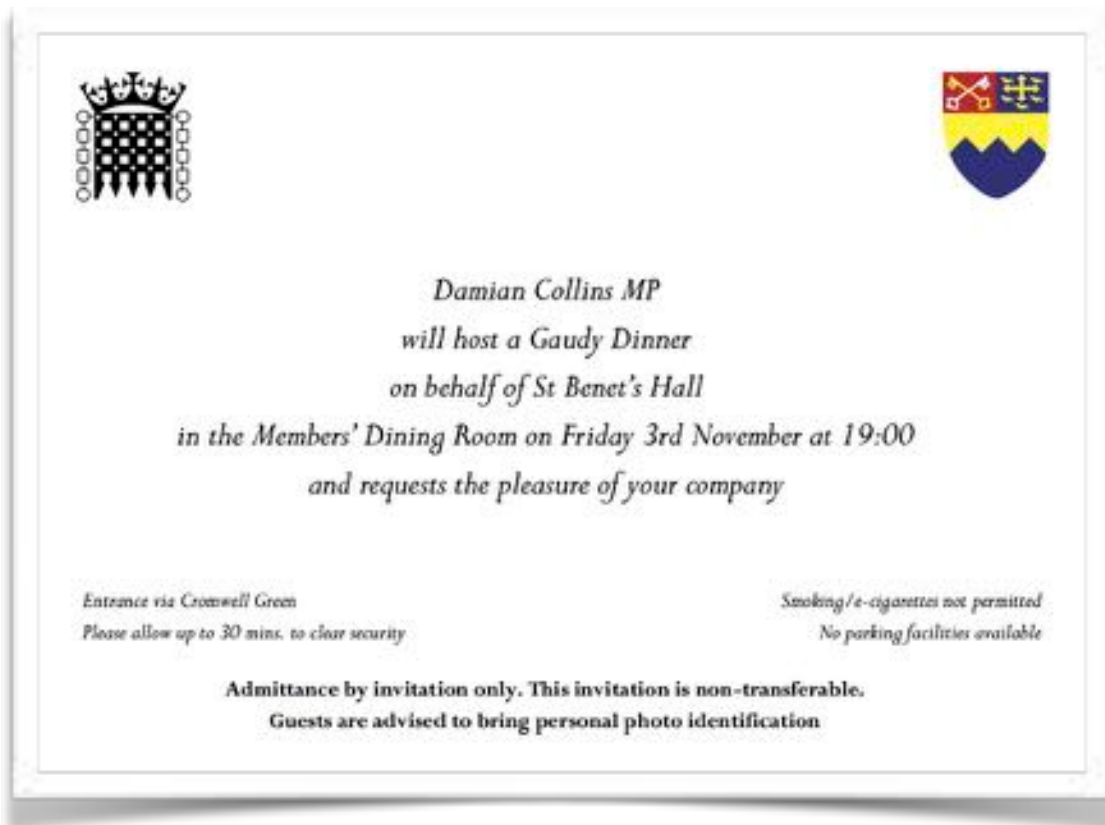 Damian Collins MP
will host a Gaudy Dinner
on behalf of St Benet's Hall
in the Members' Dining Room on Friday 3rd November at 19:00
and requests the pleasure of your company
Entrance via Cromwell Green
Please allow up to 30 mins. to clear security
Smoking/e-cigarettes not permitted
No parking facilities available
Admittance by invitation only. This invitation is non-transferable.
Guests are advised to bring personal photo identification